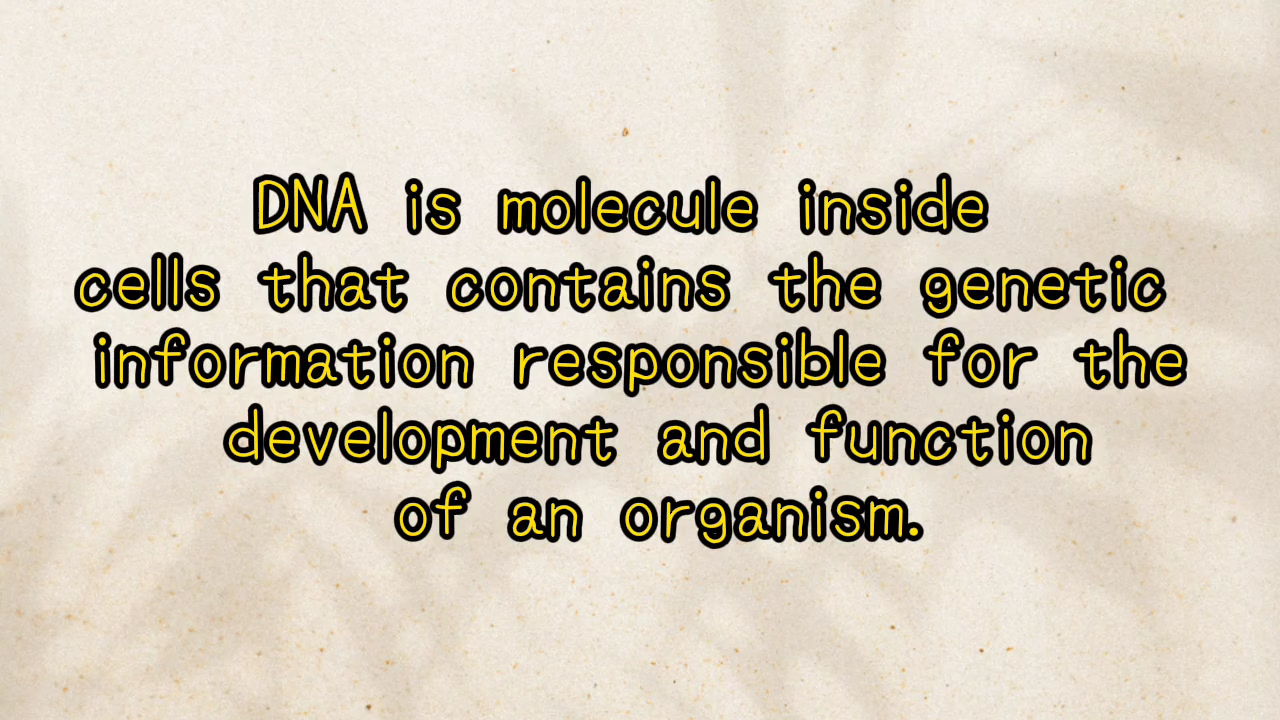 DNA is molecule inside
cells that contains the genetic
information responsible for the
development and function
of an organism.